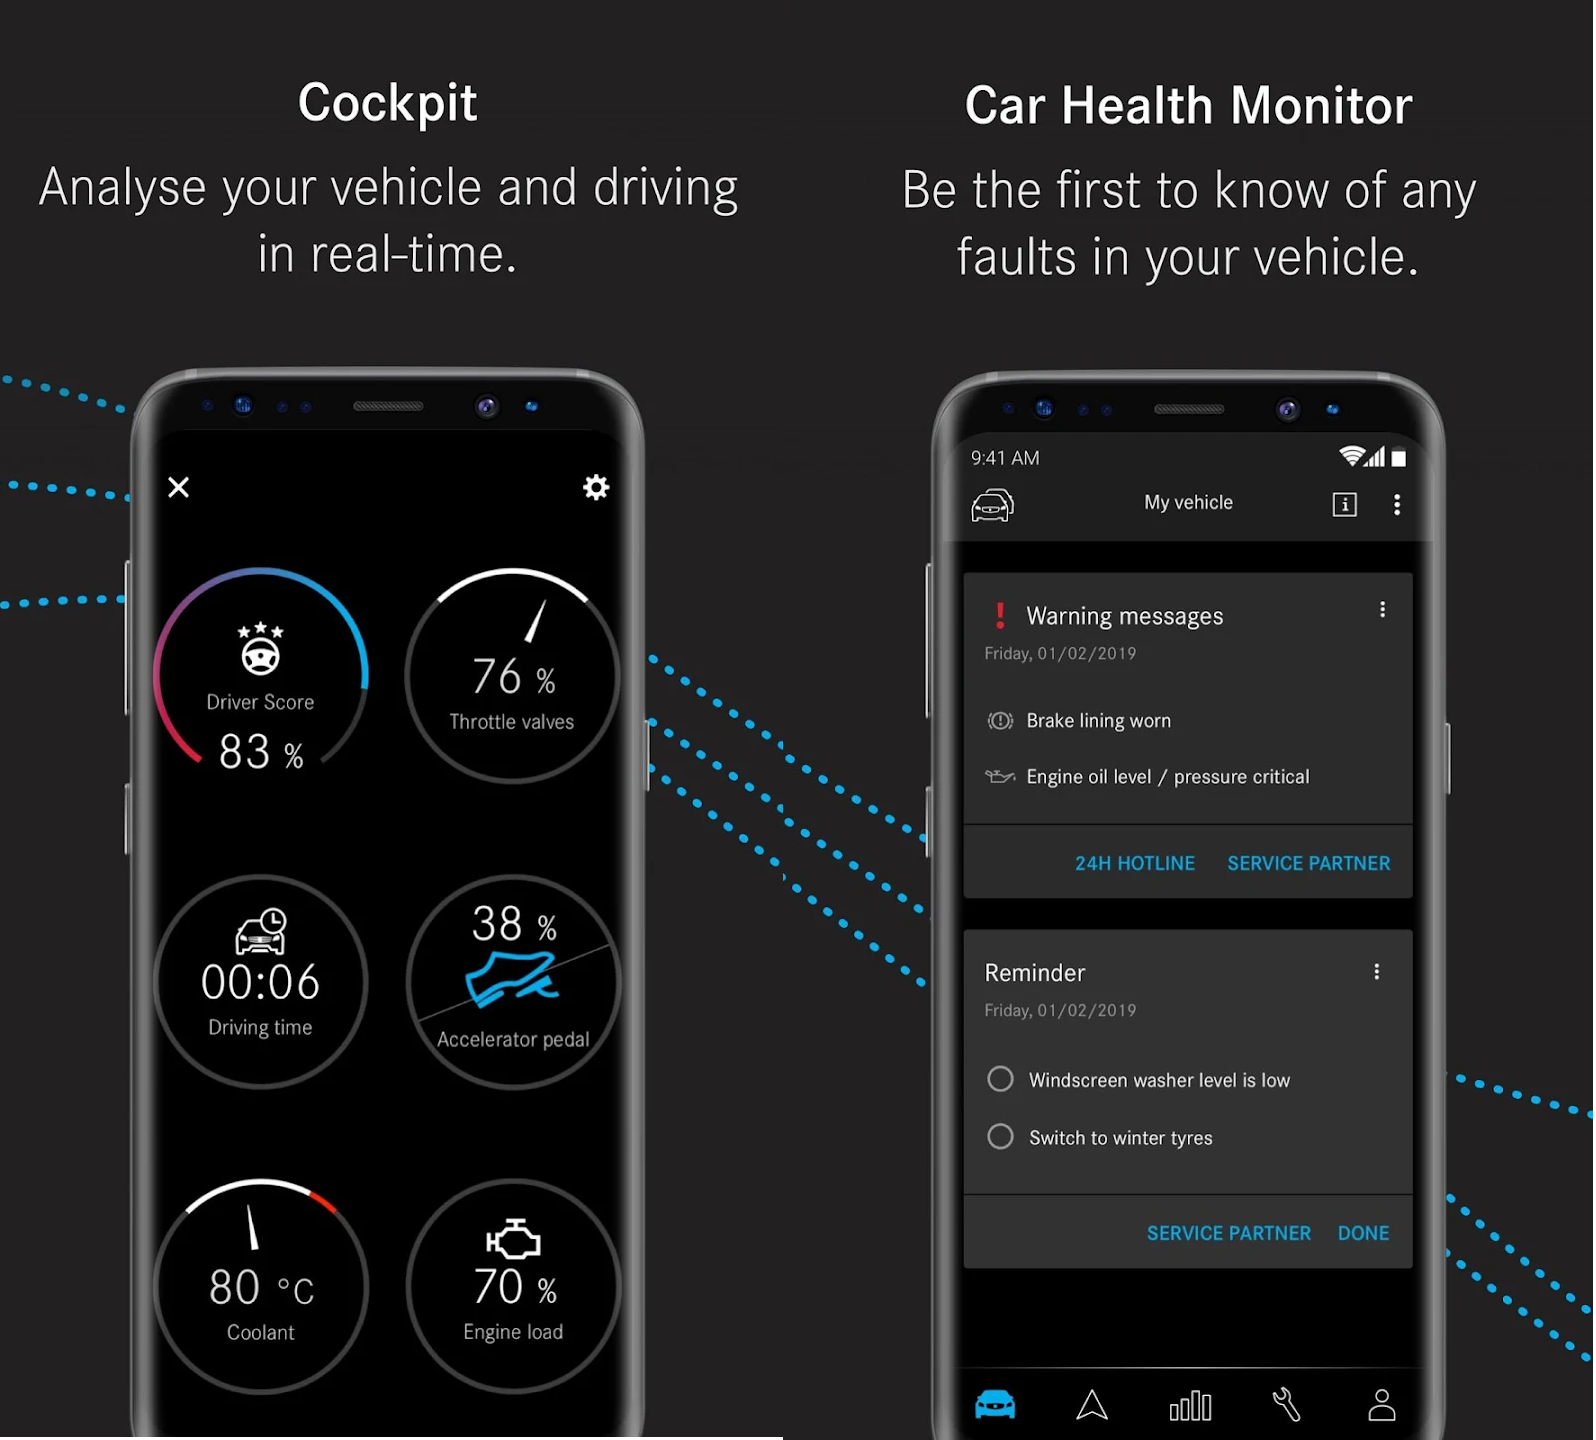 Cockpit
Analyse your vehicle and driving
in real-time.
Driver Score
83 %
76 %
Throttle valves
00:06
Driving time
38 %
Accelerator pedal
80 °C
Coolant
70 %
Engine load
Car Health Monitor
Be the first to know of any
faults in your vehicle.
9:41 AM
My vehicle
Warning messages
Friday, 01/02/2019
Brake lining worn
Engine oil level / pressure critical
24H HOTLINE SERVICE PARTNER
Reminder
Friday, 01/02/2019
Windscreen washer level is low
Switch to winter tyres
SERVICE PARTNER DONE